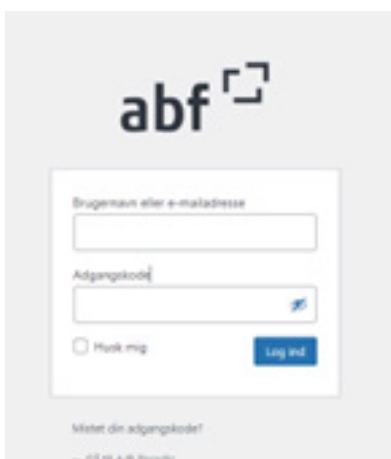 abf
Brugernavn eller e-mailadresse
Adgangskode
Husk mig
Log ind
Mistet din adgangskode?